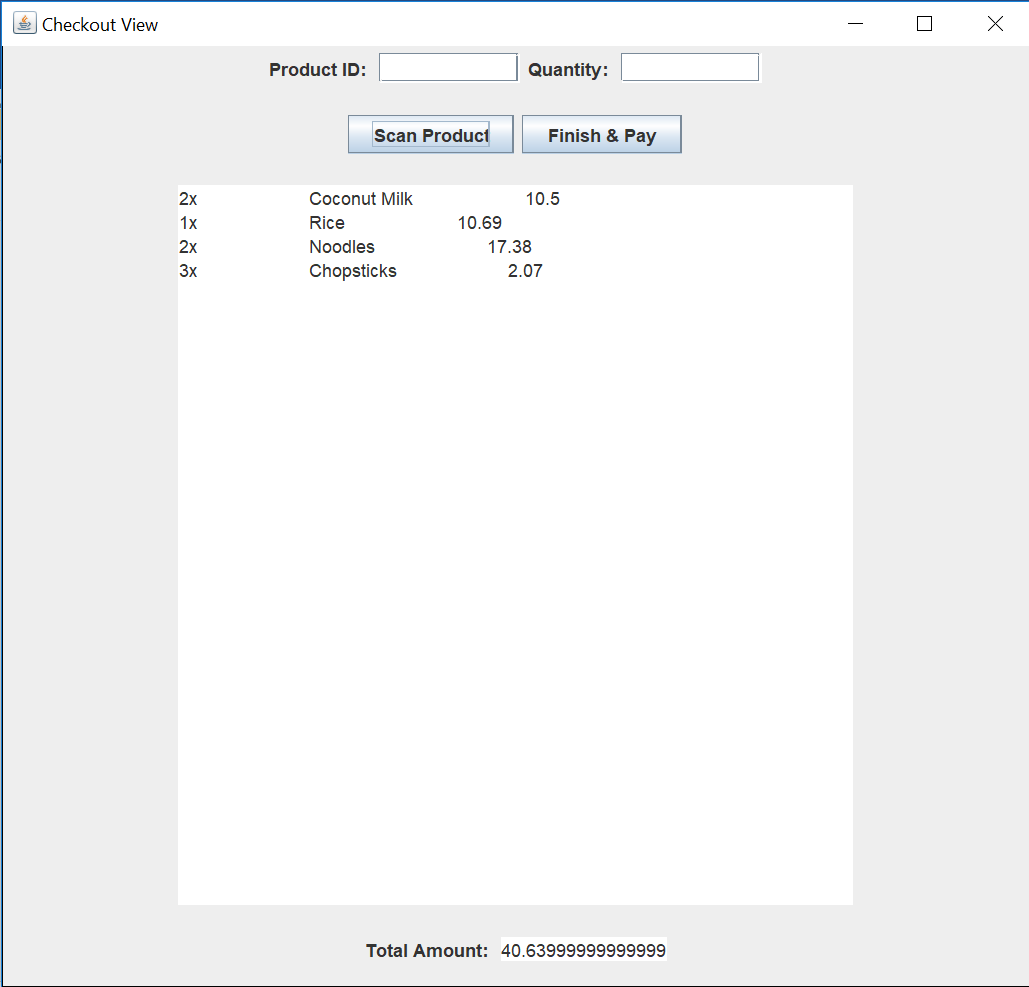 Checkout View
Product ID: Quantity:
Scan Product Finish & Pay
2x Coconut Milk 10.5
1x Rice 10.69
2x Noodles 17.38
3x Chopsticks 2.07
Total Amount: 40.63999999999999